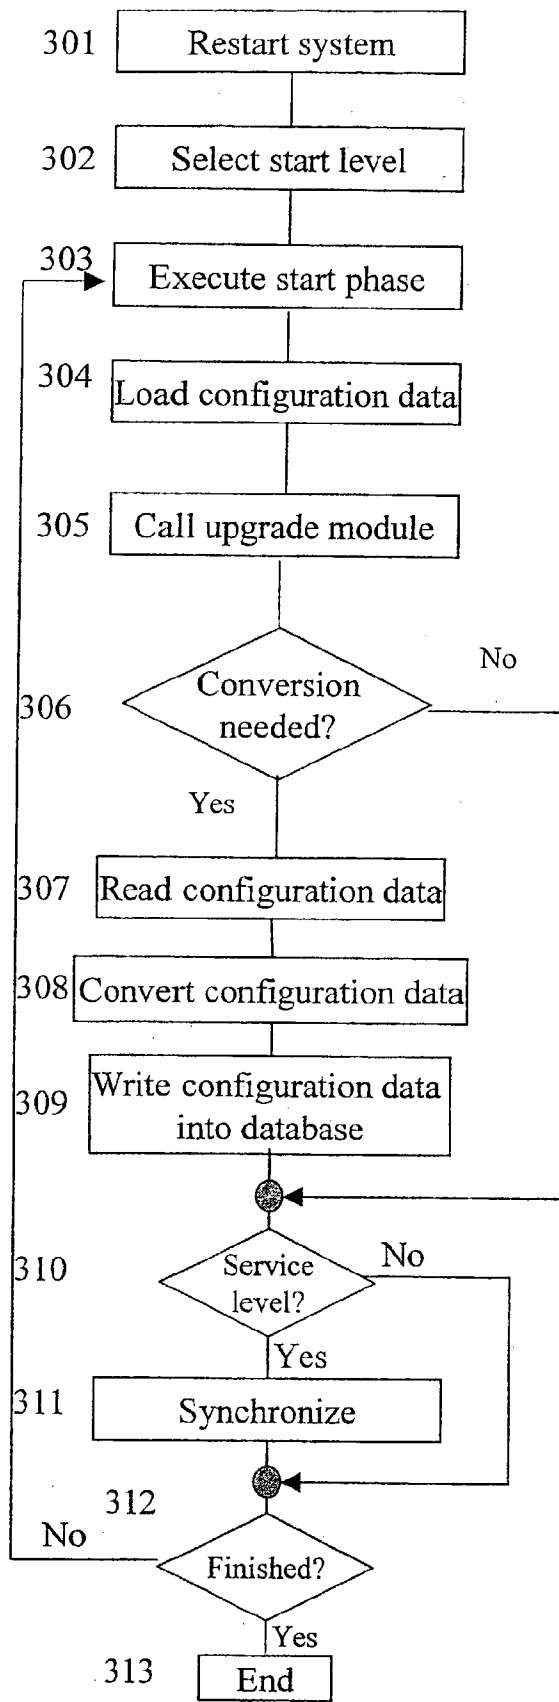 301 Restart system
302 Select start level
303 Execute start phase
304 Load configuration data
305 Call upgrade module
306 Conversion
needed?
No
Yes
307 Read configuration data
308 Convert configuration data
309 Write configuration data
into database
310 Service
level?
No
Yes
311 Synchronize
312
No
Finished?
Yes
313 End